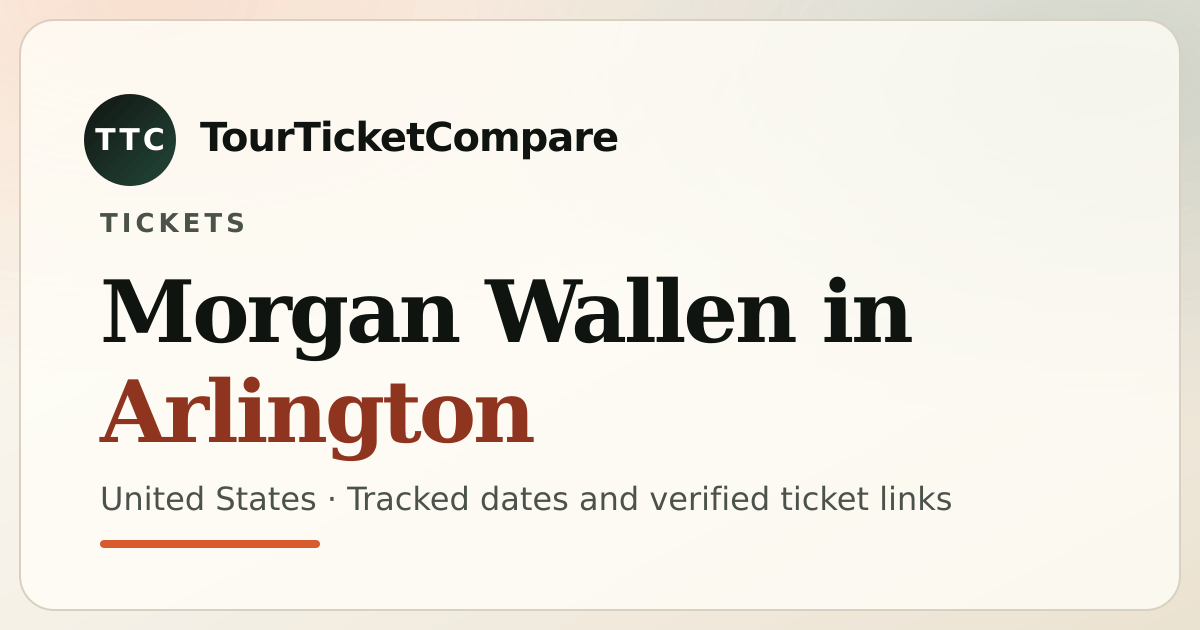 TTC TourTicketCompare
TICKETS
Morgan Wallen in
Arlington
United States · Tracked dates and verified ticket links